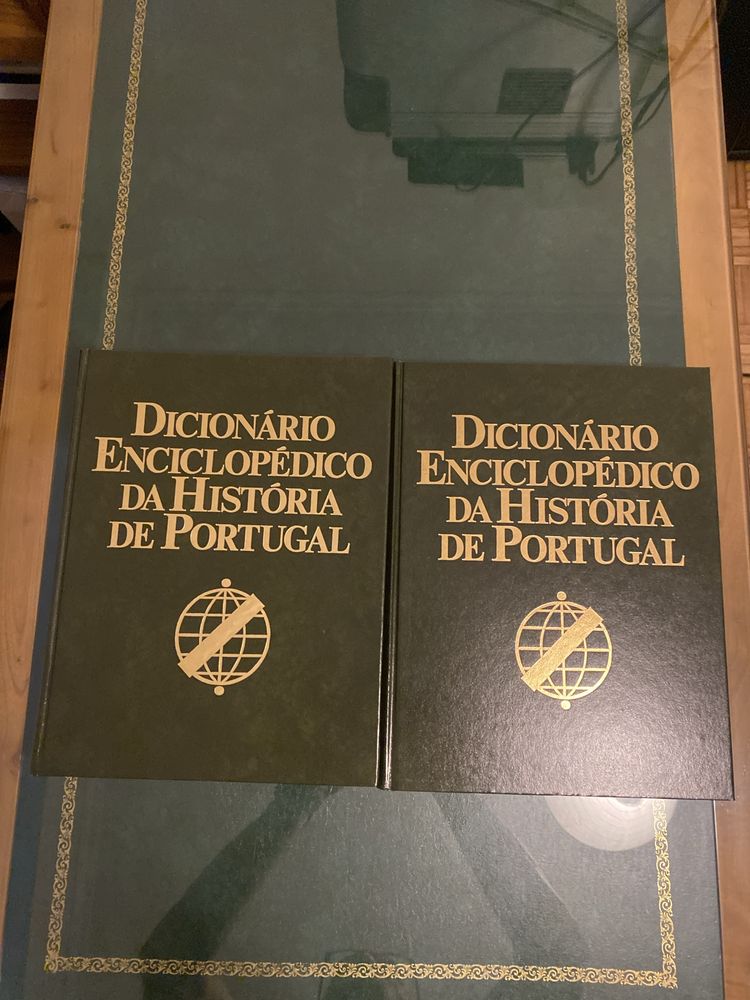 DICIONÁRIO
ENCICLOPÉDICO
DA HISTÓRIA
DE PORTUGAL
DICIONÁRIO
ENCICLOPÉDICO
DA HISTÓRIA
DE PORTUGAL